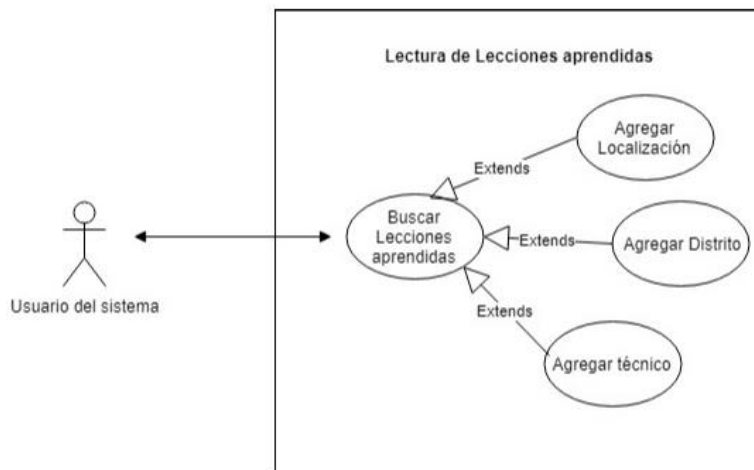 Lectura de Lecciones aprendidas
Agregar
Localización
Extends
Buscar
Lecciones
aprendidas
Extends
Agregar Distrito
Usuario del sistema
Extends
Agregar técnico